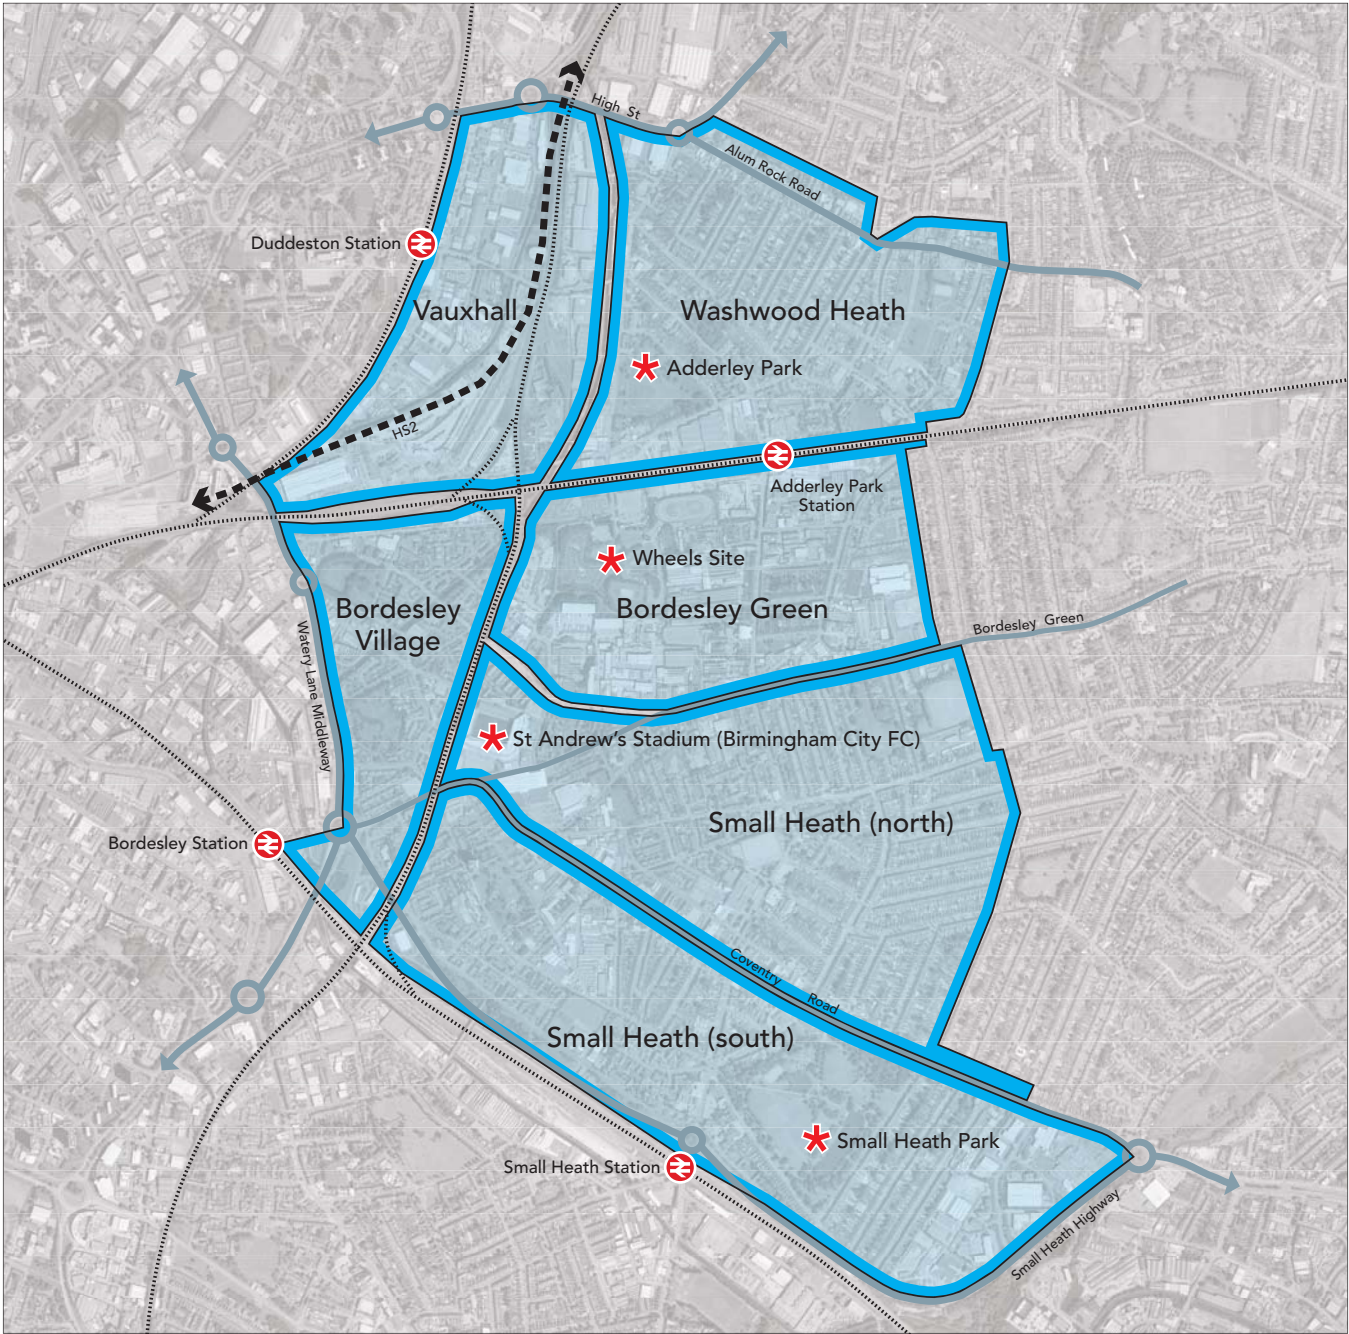 High St
Alum Rock Road
Duddeston Station
Vauxhall
Washwood Heath
Adderley Park
HS2
Adderley Park
Station
Wheels Site
Bordesley
Village
Bordesley Green
Bordesley Green
Watery Lane Middleway
St Andrew's Stadium (Birmingham City FC)
Small Heath (north)
Bordesley Station
Coventry Road
Small Heath (south)
Small Heath Park
Small Heath Station
Small Heath Highway